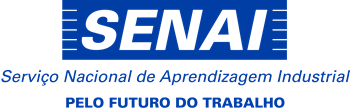 SENAI
Serviço Nacional de Aprendizagem Industrial
PELO FUTURO DO TRABALHO